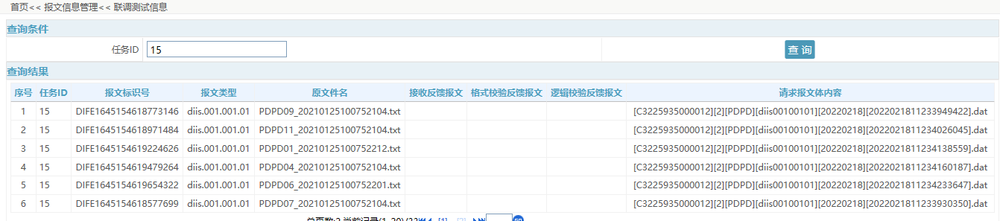 首页<< 报文信息管理<< 联调测试信息
查询条件
任务ID 15 查 询
查询结果
序号 任务ID 报文标识号 报文类型 原文件名 接收反馈报文 格式校验反馈报文 逻辑校验反馈报文 请求报文体内容
1 15 DIFE1645154618773146 diis.001.001.01 PDPD09_20210125100752104.txt [C3225935000012][2][PDPD][diis00100101][20220218][2022021811233949422].dat
2 15 DIFE1645154618971484 diis.001.001.01 PDPD11_20210125100752104.txt [C3225935000012][2][PDPD][diis00100101][20220218][2022021811234026045].dat
3 15 DIFE1645154619224626 diis.001.001.01 PDPD01_20210125100752212.txt [C3225935000012][2][PDPD][diis00100101][20220218][2022021811234138559].dat
4 15 DIFE1645154619479264 diis.001.001.01 PDPD04_20210125100752104.txt [C3225935000012][2][PDPD][diis00100101][20220218][2022021811234160187].dat
5 15 DIFE1645154619654322 diis.001.001.01 PDPD06_20210125100752201.txt [C3225935000012][2][PDPD][diis00100101][20220218][2022021811234233647].dat
6 15 DIFE1645154618577699 diis.001.001.01 PDPD07_20210125100752104.txt [C3225935000012][2][PDPD][diis00100101][20220218][2022021811233930350].dat
总页数:2 当前记录(1-20)/33 [1] [2] GO